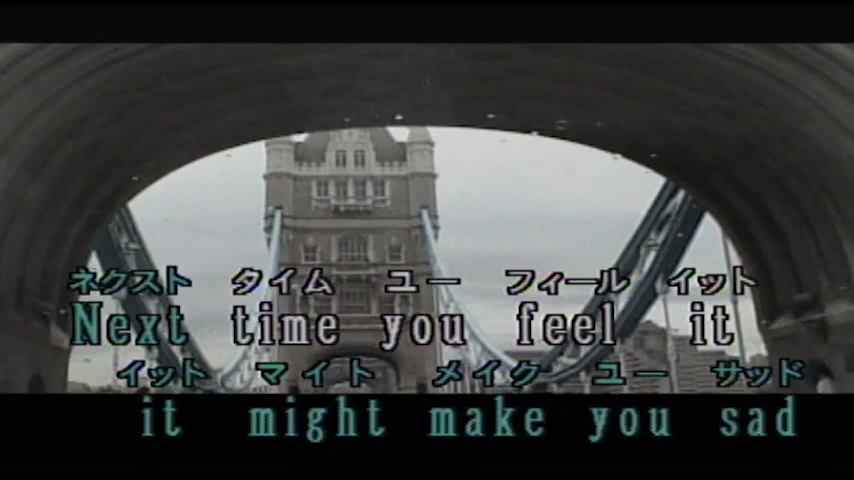 ネクスト タイム ユー フィール イット
Next time you feel it
イット マイト メイク ユー サッド
it might make you sad